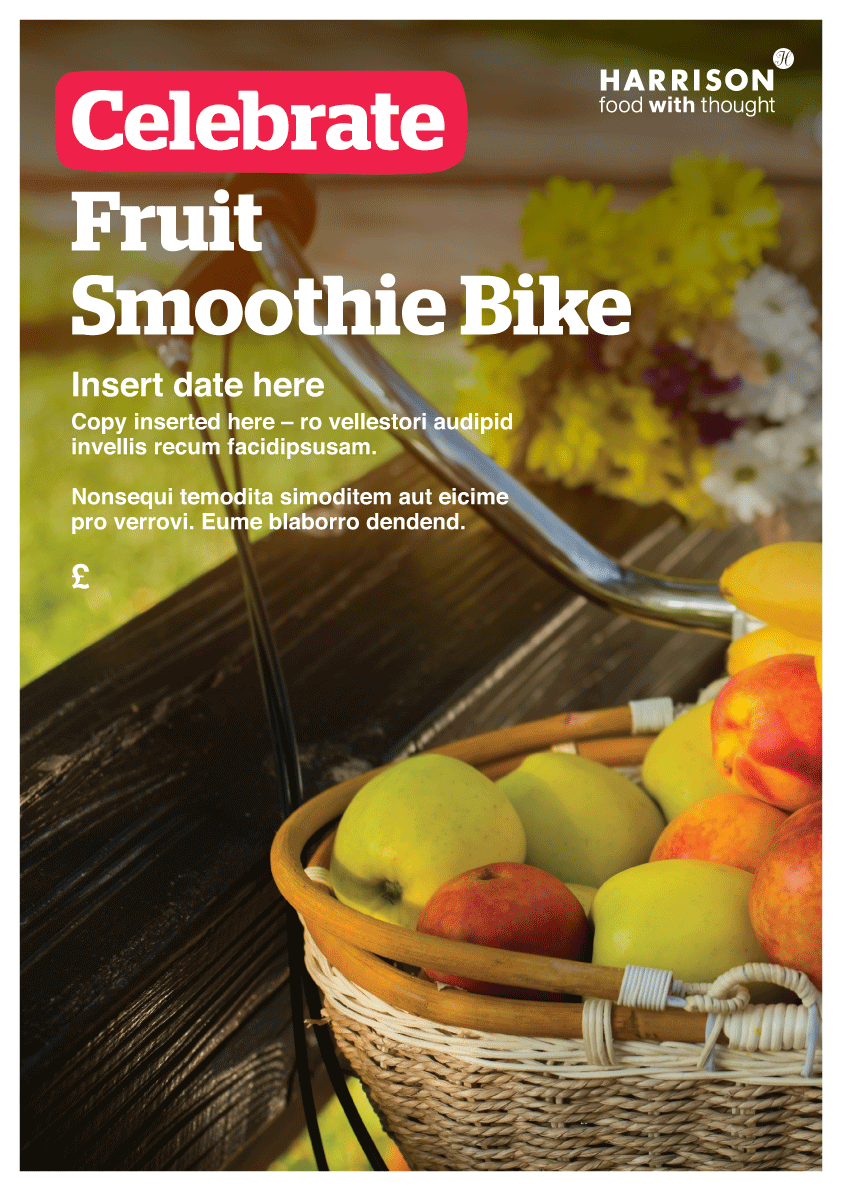 Celebrate
HARRISON
food with thought
Fruit
Smoothie Bike
Insert date here
Copy inserted here – ro vellestori audipid
invellis recum facidipsusam.
Nonsequi temodita simoditem aut eicime
pro verrovi. Eume blaborro dendend.
£